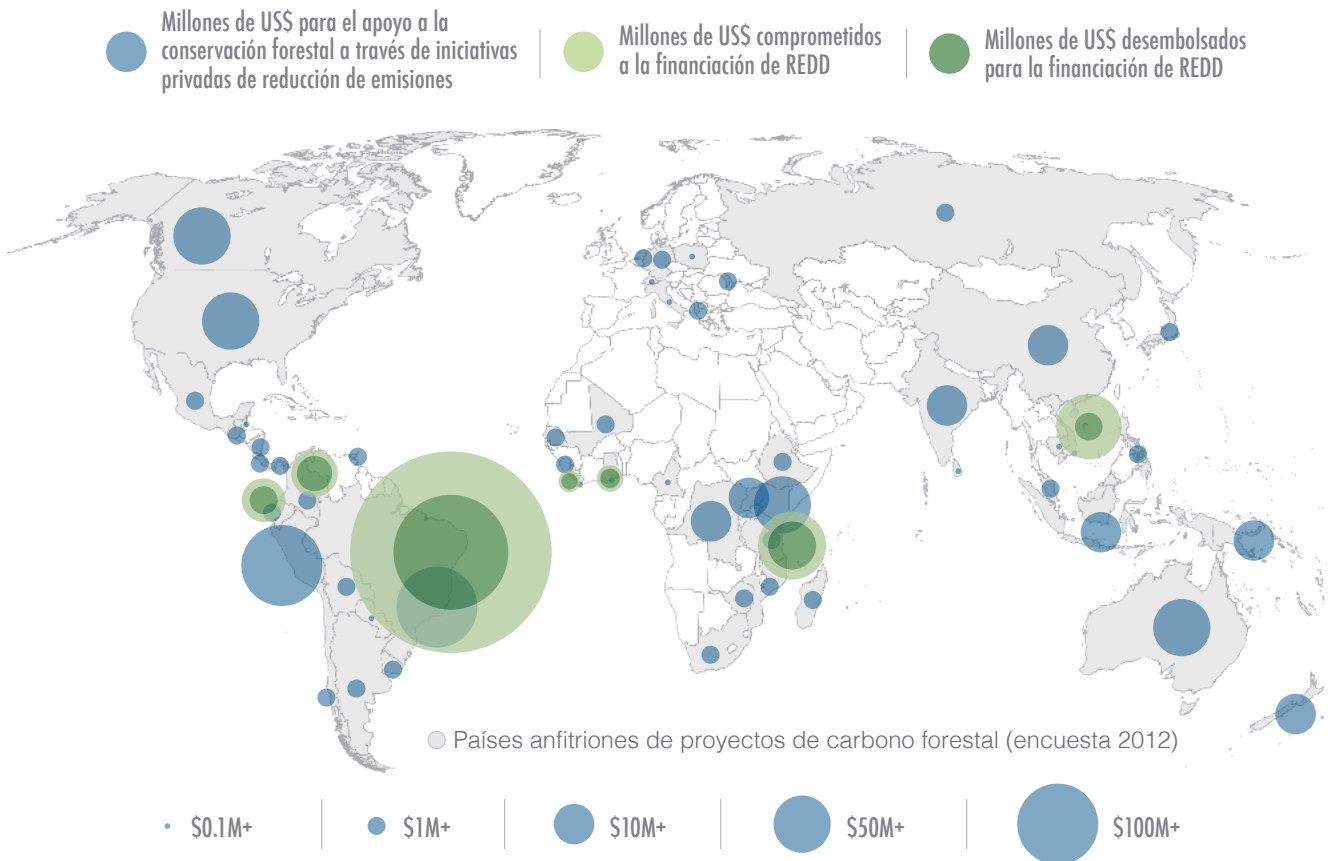 Millones de US$ para el apoyo a la
conservación forestal a través de iniciativas
privadas de reducción de emisiones
Millones de US$ comprometidos
a la financiación de REDD
Millones de US$ desembolsados
para la financiación de REDD
Países anfitriones de proyectos de carbono forestal (encuesta 2012)
$0.1M+
$1M+
$10M+
$50M+
$100M+